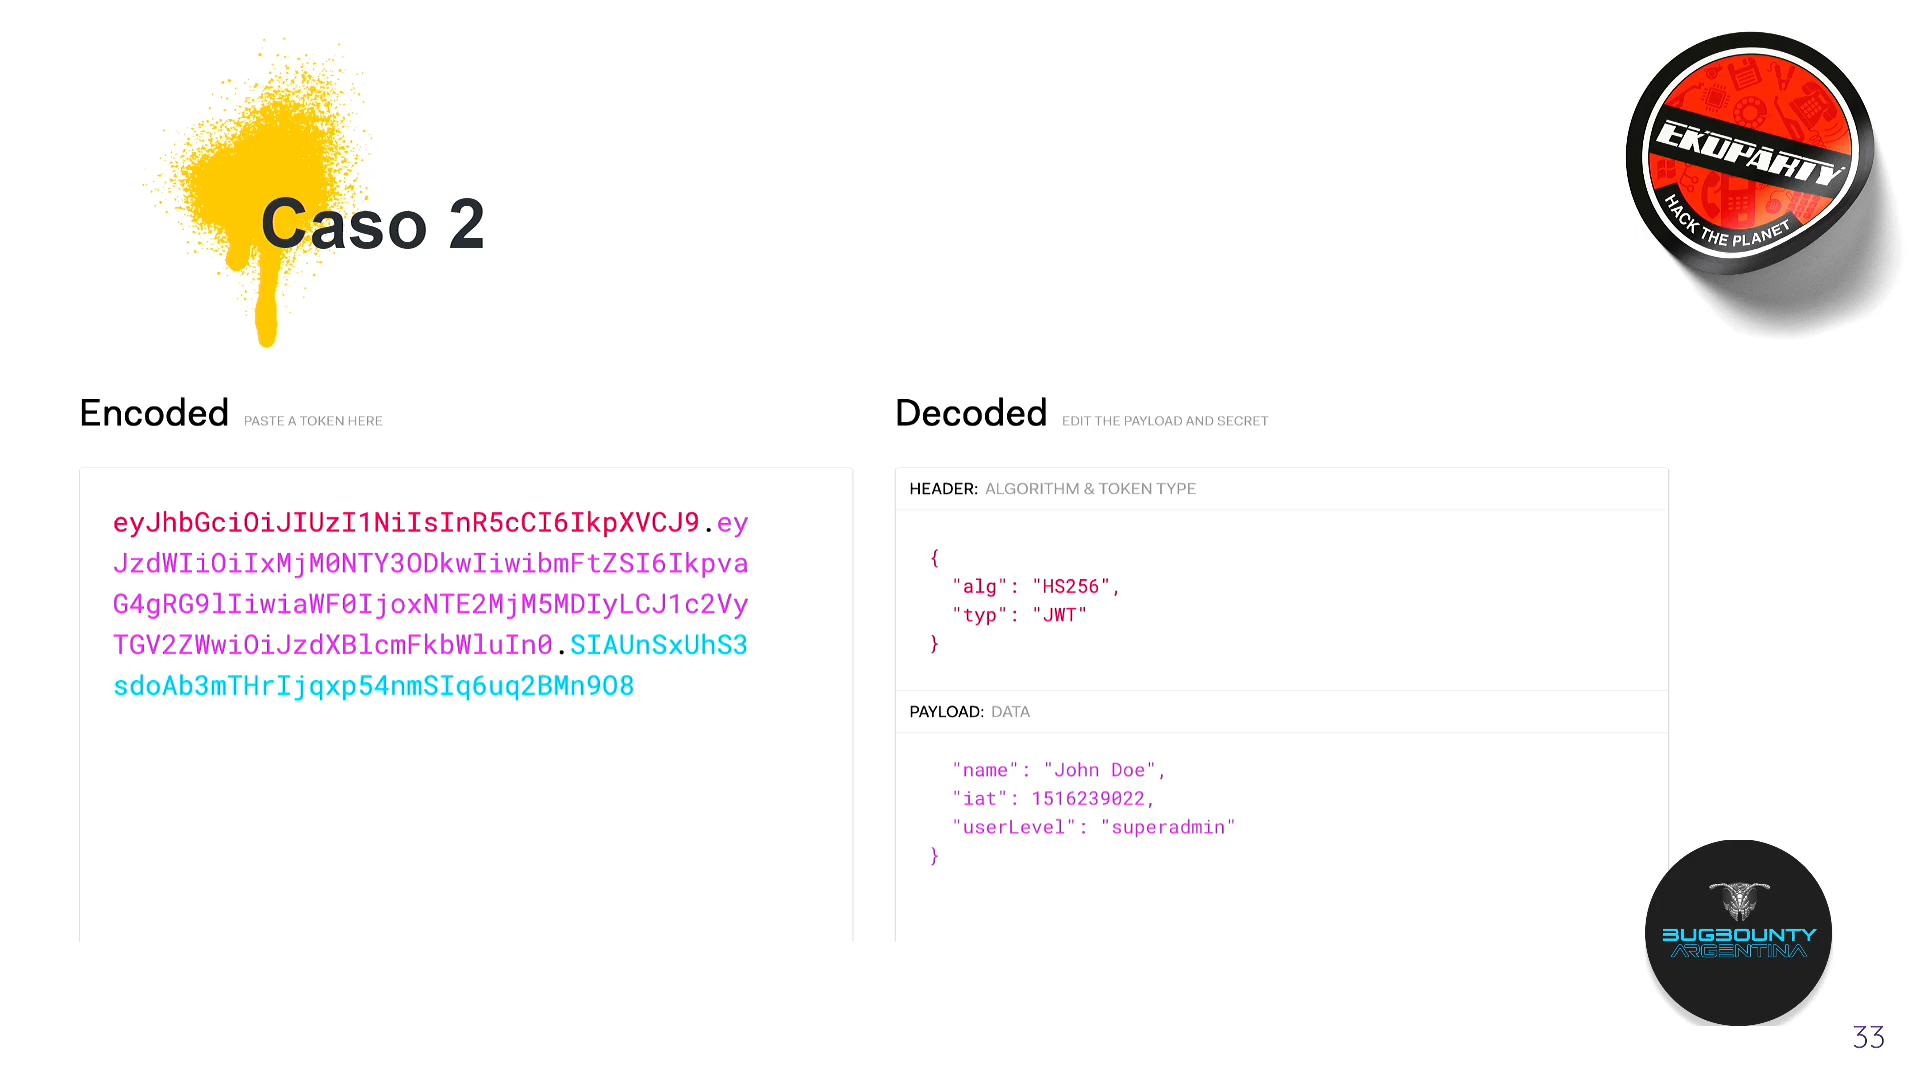 Caso 2
EKOPARTY
HACK THE PLANET
Encoded PASTE A TOKEN HERE
eyJhbGciOiJIUzI1NiIsInR5cCI6IkpXVCJ9.ey
JzdWIiOiIxMjM0NTY3ODkwIiwibmFtZSI6Ikpva
G4gRG9lIiwiaWF0IjoxNTE2MjM5MDIyLCJ1c2Vy
TGV2ZWwiOiJzdXBlcmFkbWluIn0.SIAUnSxUhS3
sdoAb3mTHrIjqxp54nmSIq6uq2BMn9O8
Decoded EDIT THE PAYLOAD AND SECRET
HEADER: ALGORITHM & TOKEN TYPE
{
"alg": "HS256",
"typ": "JWT"
}
PAYLOAD: DATA
"name": "John Doe",
"iat": 1516239022,
"userLevel": "superadmin"
}
BUGBOUNTY
ARGENTINA
33